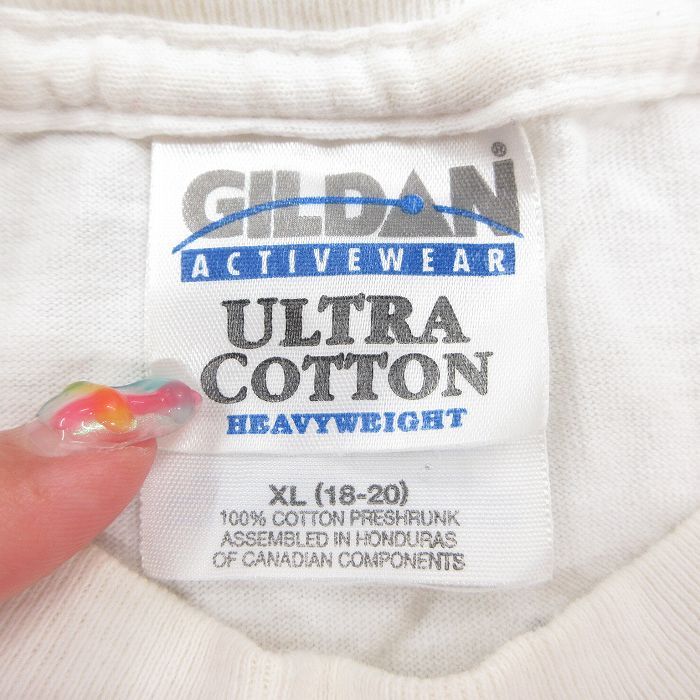 GILDAN®
ACTIVEWEAR
ULTRA
COTTON
HEAVYWEIGHT
XL (18-20)
100% COTTON PRESHRUNK
ASSEMBLED IN HONDURAS
OF CANADIAN COMPONENTS